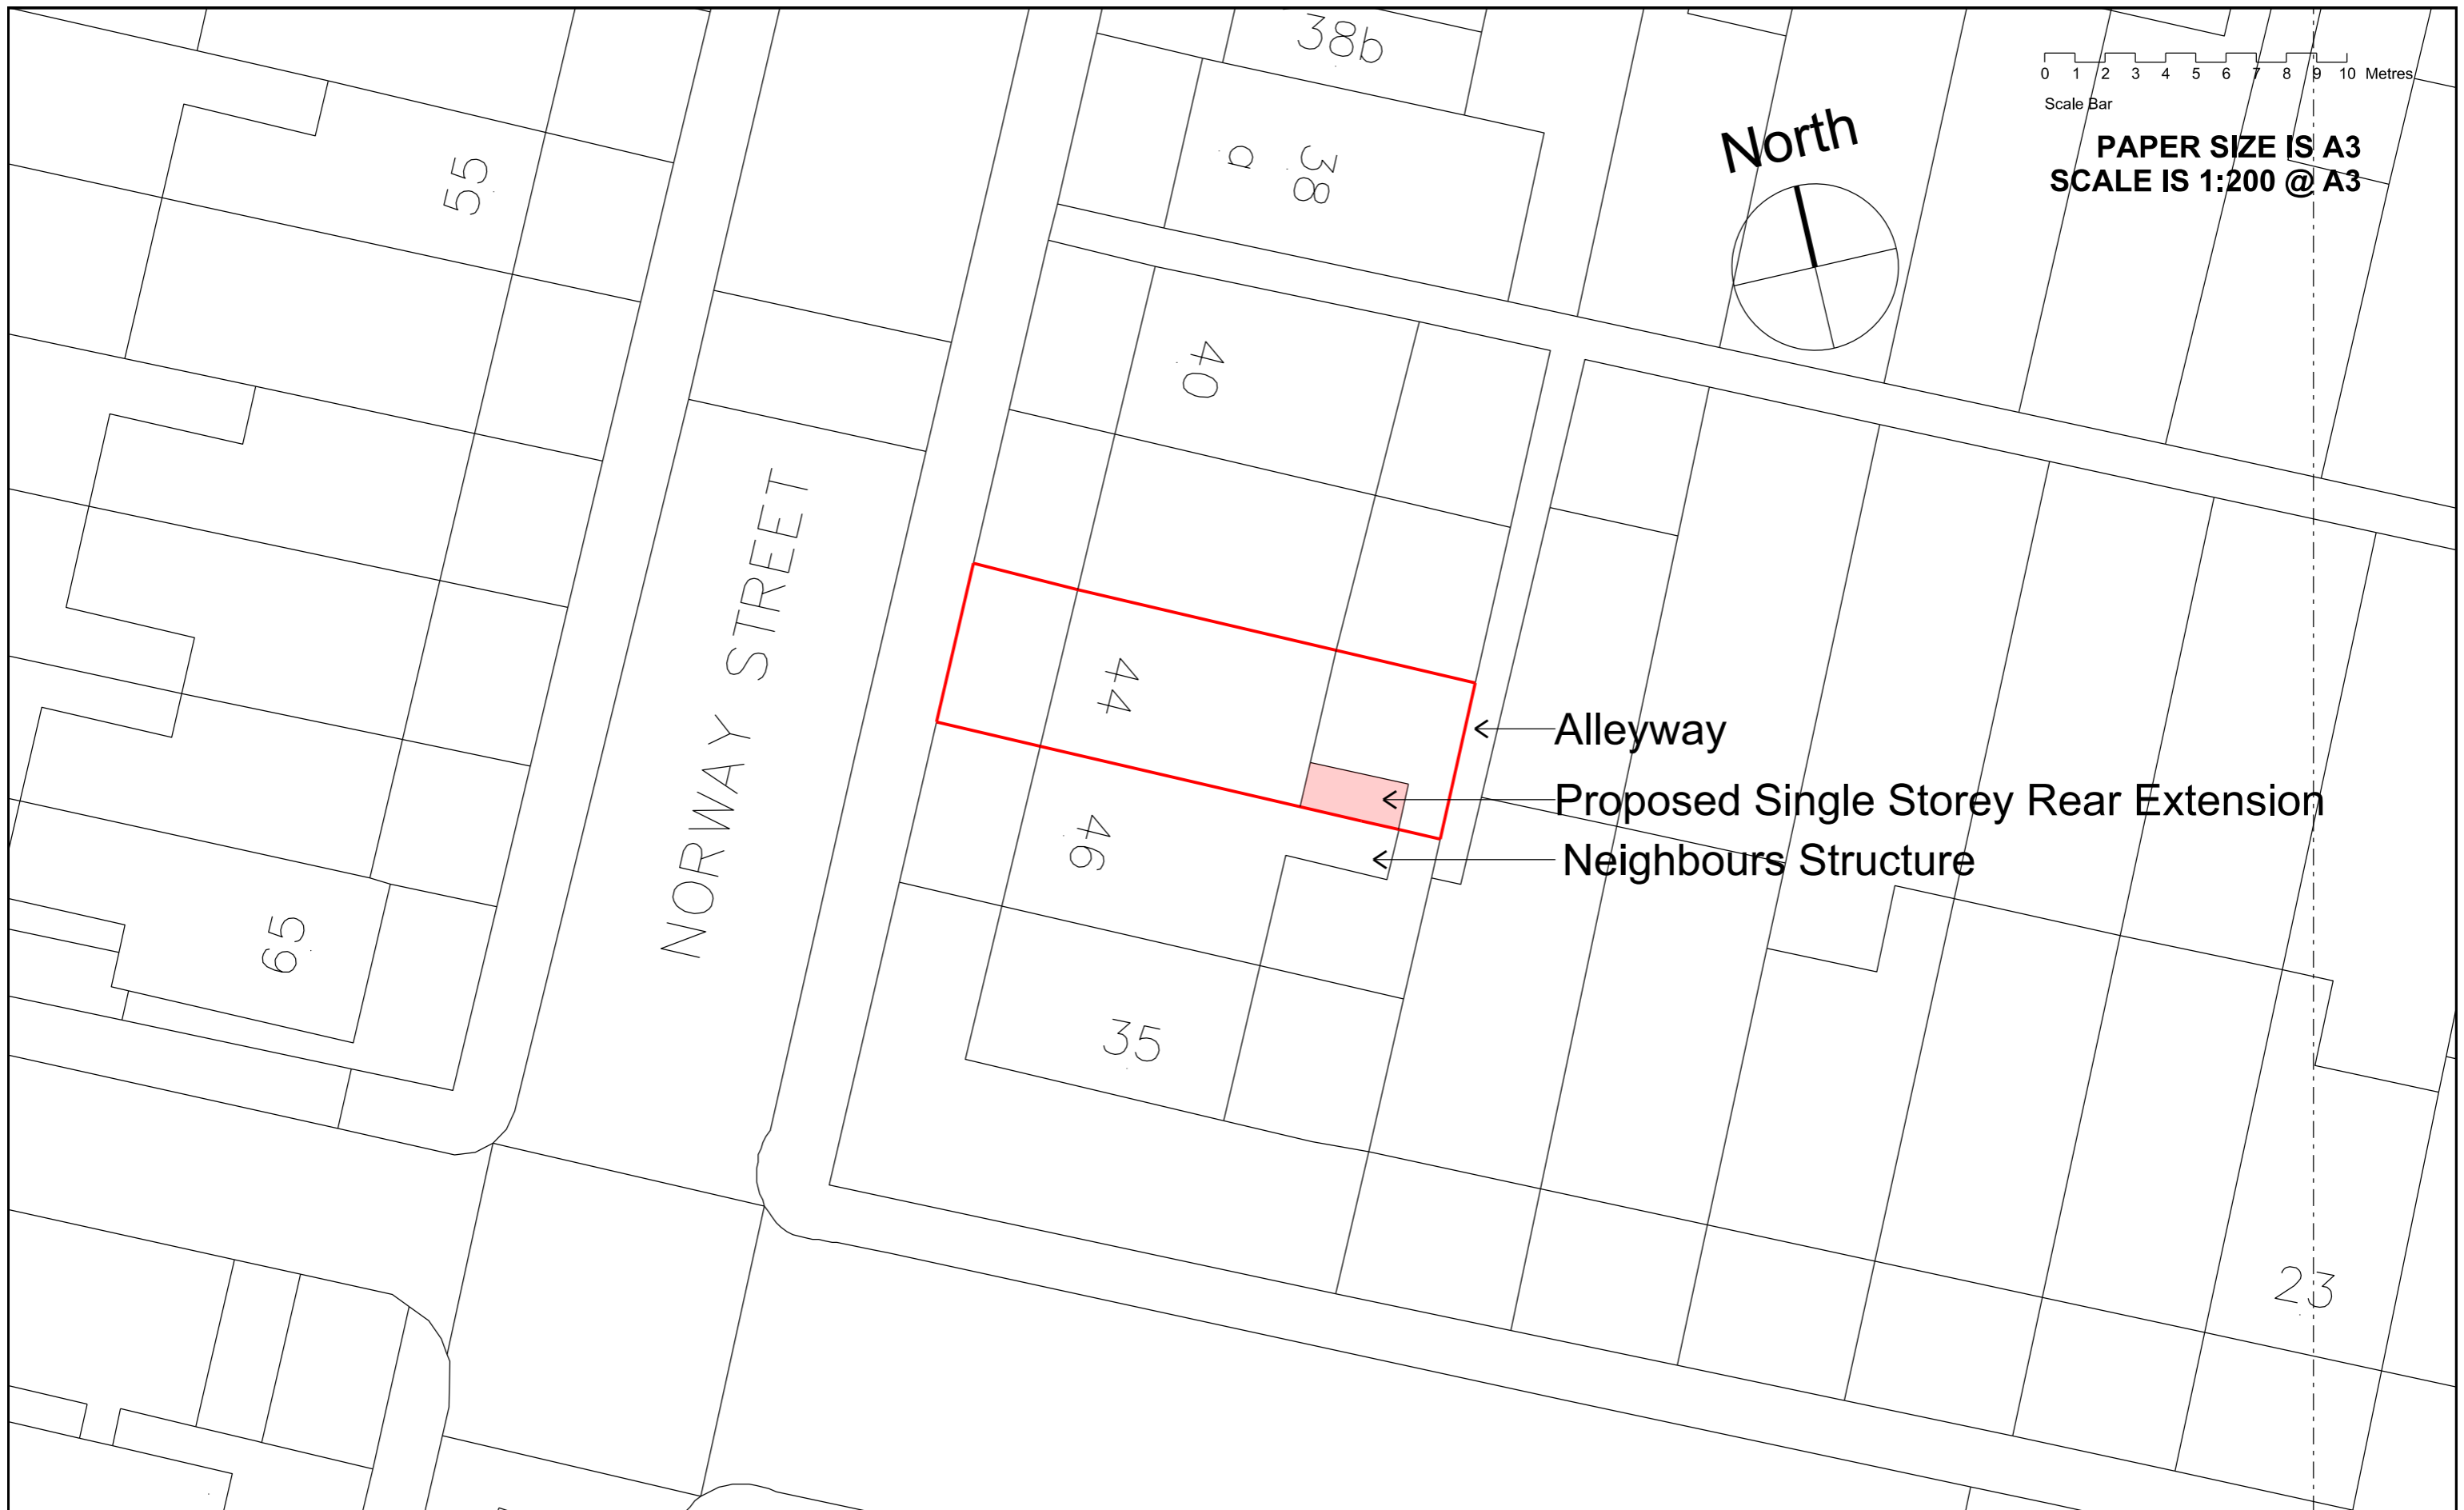 38b
0 1 2 3 4 5 6 7 8 9 10 Metres
Scale Bar
North
PAPER SIZE IS A3
SCALE IS 1:200 @ A3
55
38
a
40
NORWAY STREET
44
Alleyway
Proposed Single Storey Rear Extension
Neighbours Structure
46
65
35
23